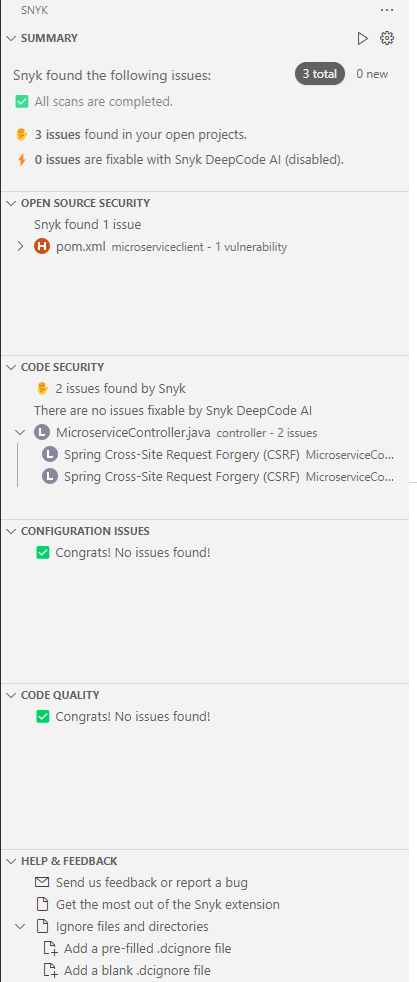 SNYK
SUMMARY
Snyk found the following issues: 3 total 0 new
All scans are completed.
3 issues found in your open projects.
0 issues are fixable with Snyk DeepCode AI (disabled).
OPEN SOURCE SECURITY
Snyk found 1 issue
H pom.xml microserviceclient - 1 vulnerability
CODE SECURITY
2 issues found by Snyk
There are no issues fixable by Snyk DeepCode AI
L MicroserviceController.java controller - 2 issues
L Spring Cross-Site Request Forgery (CSRF) MicroserviceCo...
L Spring Cross-Site Request Forgery (CSRF) MicroserviceCo...
CONFIGURATION ISSUES
Congrats! No issues found!
CODE QUALITY
Congrats! No issues found!
HELP & FEEDBACK
Send us feedback or report a bug
Get the most out of the Snyk extension
Ignore files and directories
Add a pre-filled .dcignore file
Add a blank .dcignore file